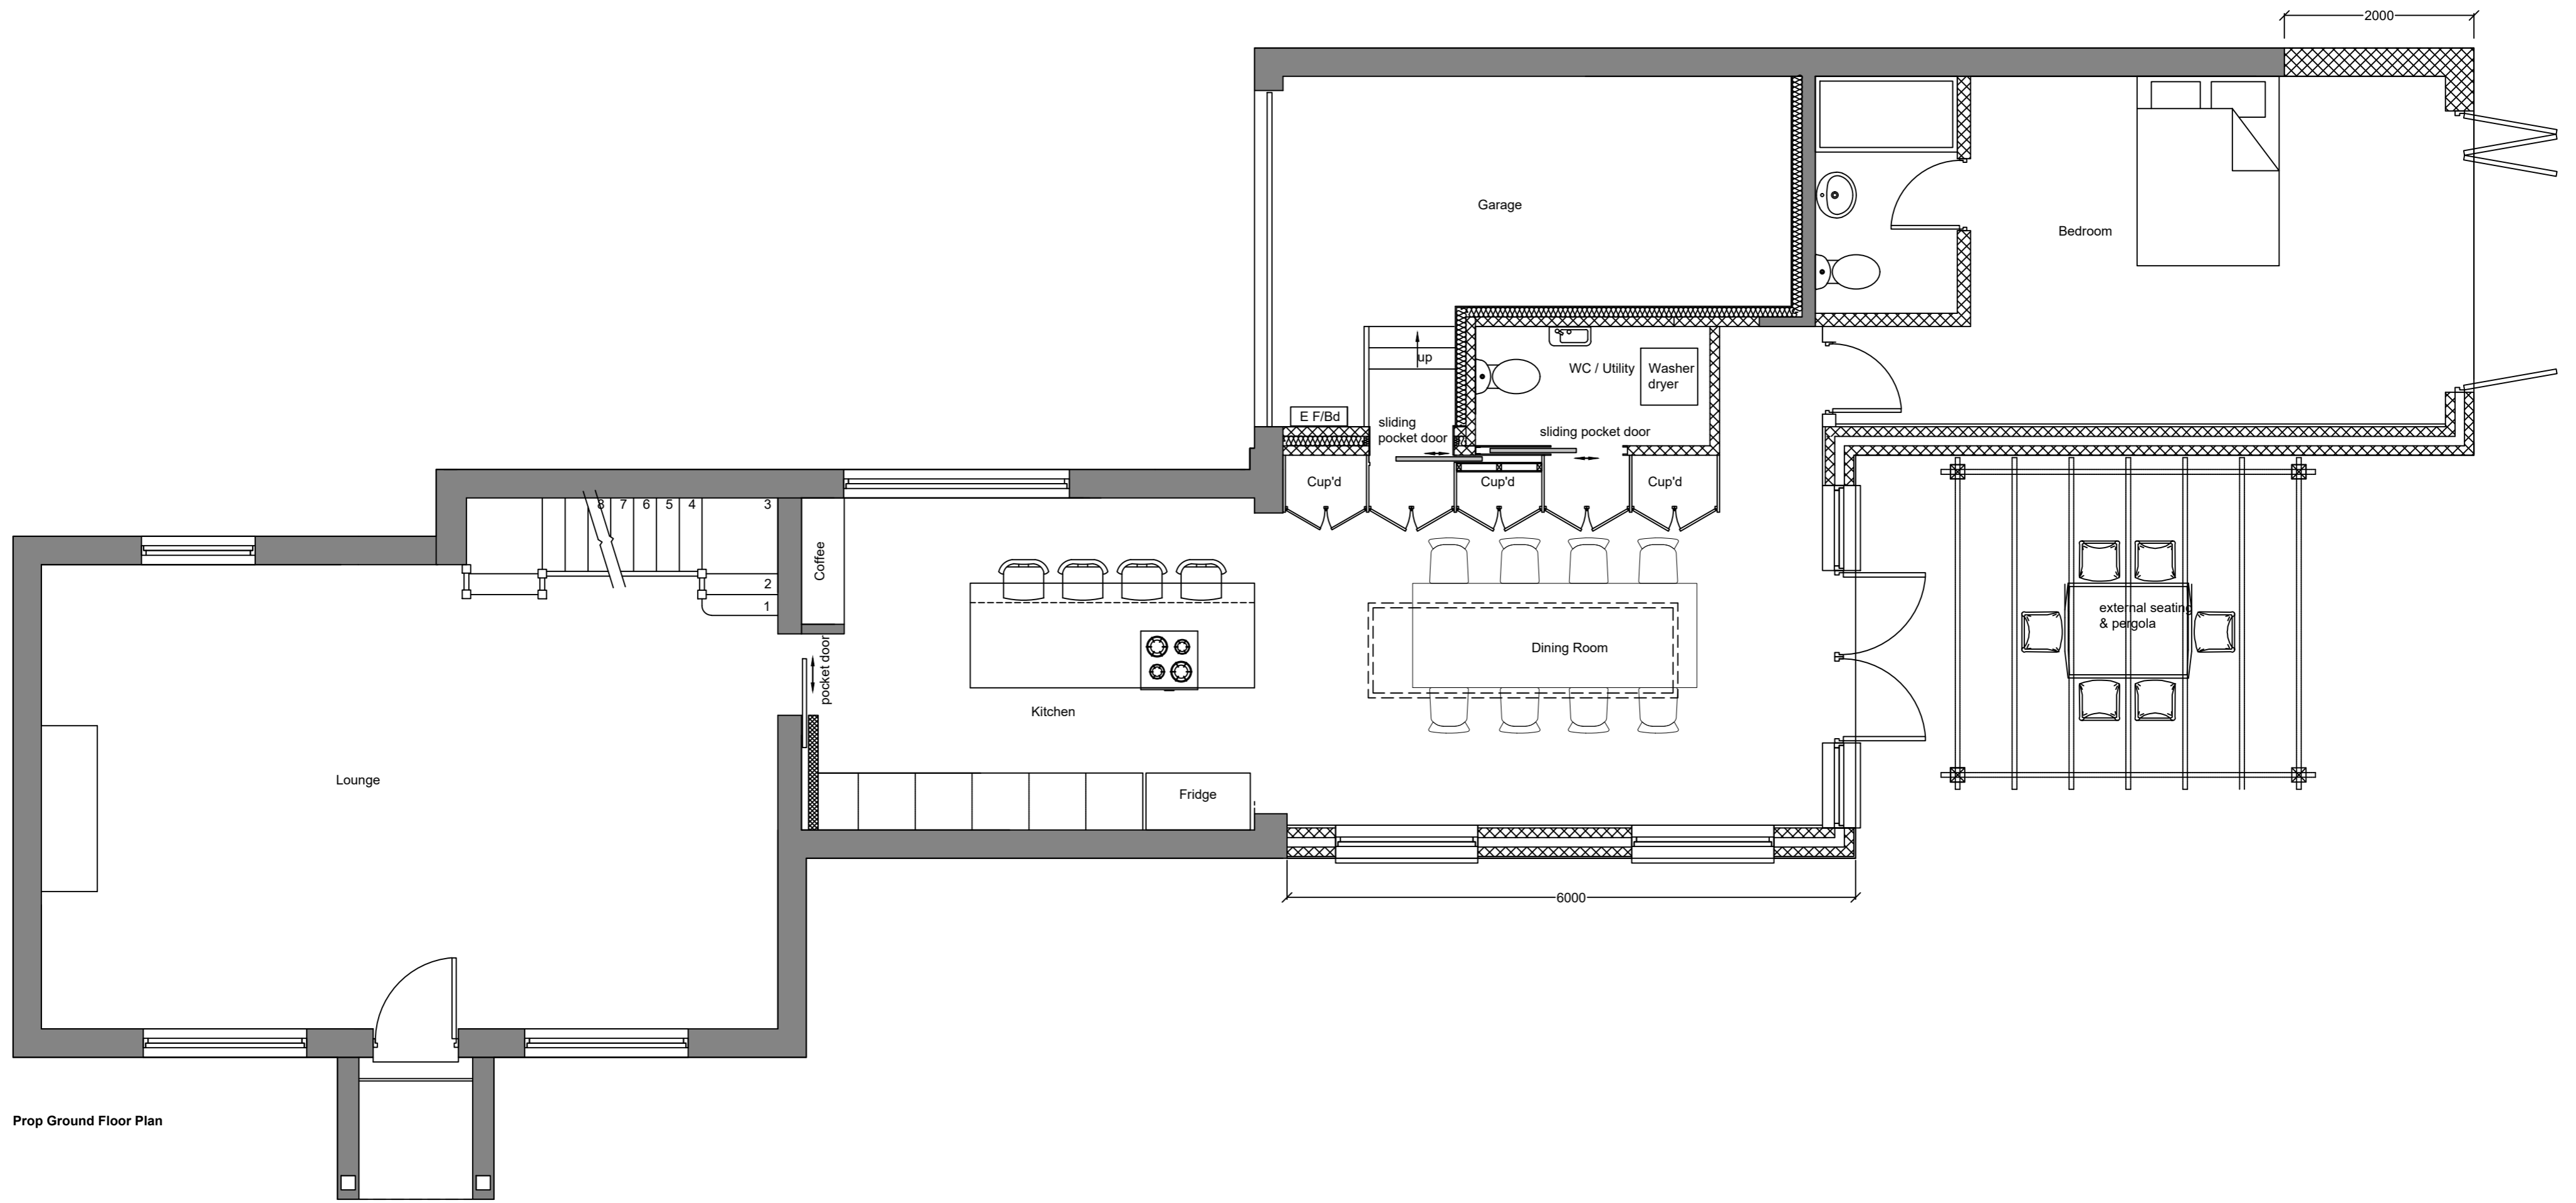 2000
Garage
Bedroom
up
WC / Utility
Washer
dryer
E F/Bd
sliding
pocket door
sliding pocket door
Cup'd
Cup'd
Cup'd
8
7
6
5
4
3
2
1
Coffee
pocket door
external seating
& pergola
Dining Room
Kitchen
Lounge
Fridge
6000
Prop Ground Floor Plan